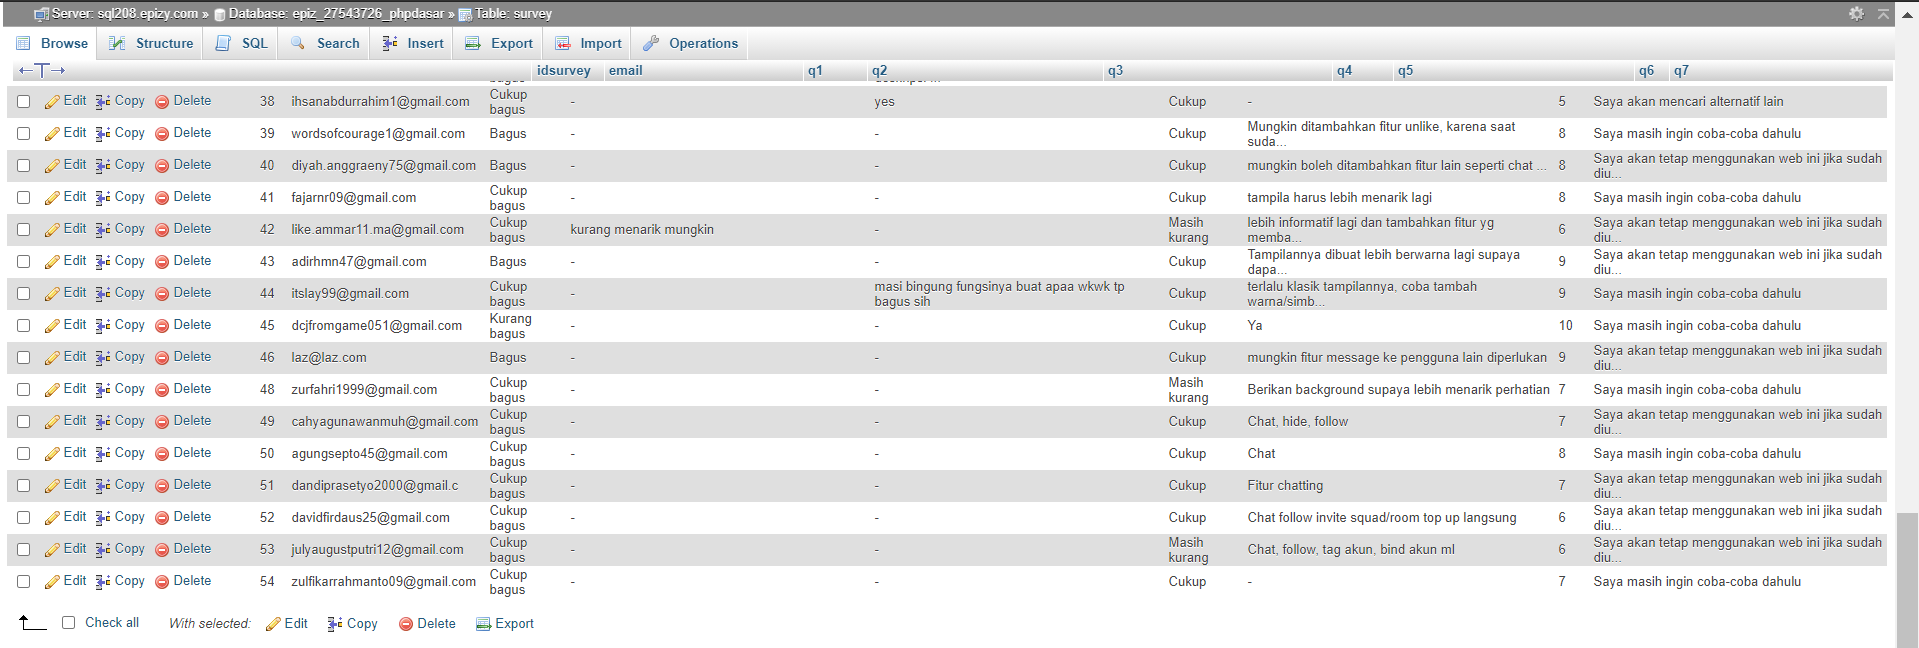 Server: sql208.epizy.com » Database: epiz_27543726_phpdasar » Table: survey
Browse Structure SQL Search Insert Export Import Operations
idsurvey email q1 q2 q3 q4 q5 q6 q7
Edit Copy Delete 38 ihsanabdurrahim1@gmail.com Cukup bagus - yes Cukup - 5 Saya akan mencari alternatif lain
Edit Copy Delete 39 wordsofcourage1@gmail.com Bagus - - Cukup Mungkin ditambahkan fitur unlike, karena saat suda... 8 Saya masih ingin coba-coba dahulu
Edit Copy Delete 40 diyah.anggraeny75@gmail.com Bagus - - Cukup mungkin boleh ditambahkan fitur lain seperti chat ... 8 Saya akan tetap menggunakan web ini jika sudah diu...
Edit Copy Delete 41 fajarnr09@gmail.com Cukup bagus - - Cukup tampila harus lebih menarik lagi 8 Saya masih ingin coba-coba dahulu
Edit Copy Delete 42 like.ammar11.ma@gmail.com Cukup bagus kurang menarik mungkin - Masih kurang lebih informatif lagi dan tambahkan fitur yg memba... 6 Saya akan tetap menggunakan web ini jika sudah diu...
Edit Copy Delete 43 adirhmn47@gmail.com Bagus - - Cukup Tampilannya dibuat lebih berwarna lagi supaya dapa... 9 Saya akan tetap menggunakan web ini jika sudah diu...
Edit Copy Delete 44 itslay99@gmail.com Cukup bagus - masi bingung fungsinya buat apaa wkwk tp bagus sih Cukup terlalu klasik tampilannya, coba tambah warna/simb... 9 Saya masih ingin coba-coba dahulu
Edit Copy Delete 45 dcjfromgame051@gmail.com Kurang bagus - - Cukup Ya 10 Saya masih ingin coba-coba dahulu
Edit Copy Delete 46 laz@laz.com Bagus - - Cukup mungkin fitur message ke pengguna lain diperlukan 9 Saya akan tetap menggunakan web ini jika sudah diu...
Edit Copy Delete 48 zurfahri1999@gmail.com Cukup bagus - - Masih kurang Berikan background supaya lebih menarik perhatian 7 Saya masih ingin coba-coba dahulu
Edit Copy Delete 49 cahyagunawanmuh@gmail.com Cukup bagus - - Cukup Chat, hide, follow 7 Saya akan tetap menggunakan web ini jika sudah diu...
Edit Copy Delete 50 agungsepto45@gmail.com Cukup bagus - - Cukup Chat 8 Saya masih ingin coba-coba dahulu
Edit Copy Delete 51 dandiprasetyo2000@gmail.c Cukup bagus - - Cukup Fitur chatting 7 Saya akan tetap menggunakan web ini jika sudah diu...
Edit Copy Delete 52 davidfirdaus25@gmail.com Cukup bagus - - Cukup Chat follow invite squad/room top up langsung 6 Saya akan tetap menggunakan web ini jika sudah diu...
Edit Copy Delete 53 julyaugustputri12@gmail.com Cukup bagus - - Masih kurang Chat, follow, tag akun, bind akun ml 6 Saya akan tetap menggunakan web ini jika sudah diu...
Edit Copy Delete 54 zulfikarrahmanto09@gmail.com Cukup bagus - - Cukup - 7 Saya masih ingin coba-coba dahulu
Check all With selected: Edit Copy Delete Export